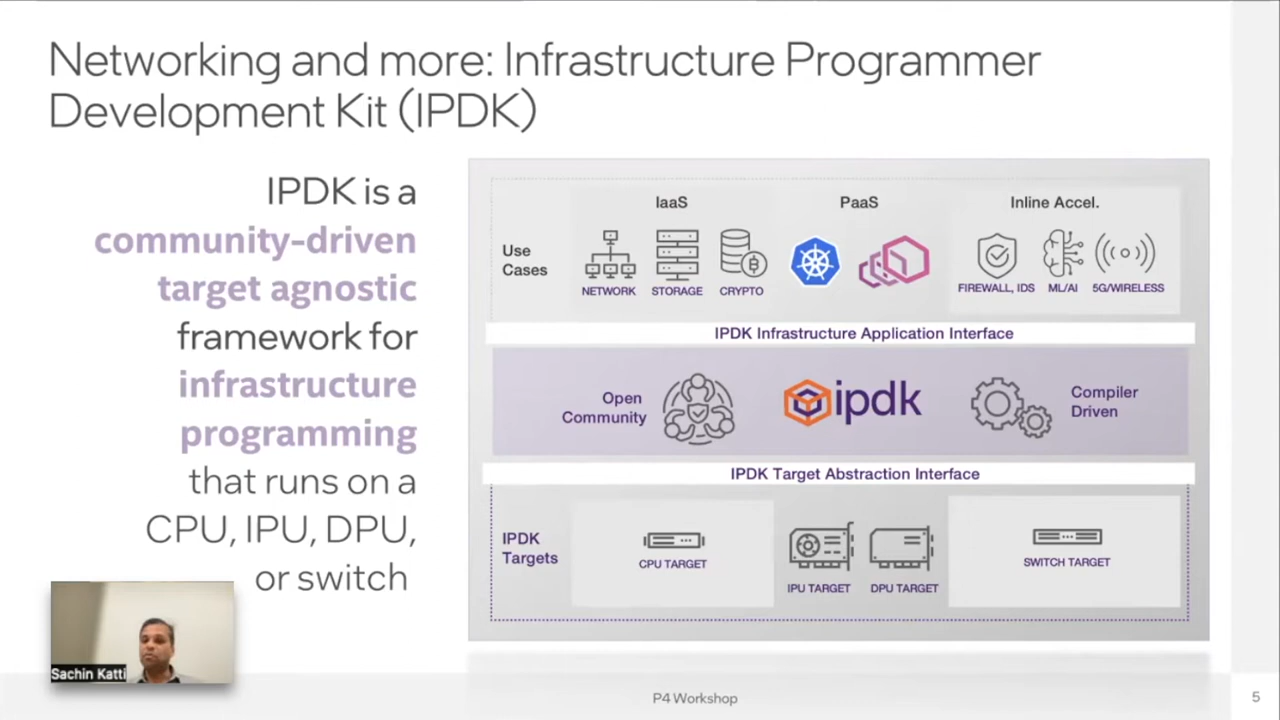 Networking and more: Infrastructure Programmer
Development Kit (IPDK)
IPDK is a
community-driven
target agnostic
framework for
infrastructure
programming
that runs on a
CPU, IPU, DPU,
or switch
IaaS
PaaS
Inline Accel.
Use
Cases
NETWORK
STORAGE
CRYPTO
FIREWALL, IDS
ML/AI
5G/WIRELESS
IPDK Infrastructure Application Interface
Open
Community
ipdk
Compiler
Driven
IPDK Target Abstraction Interface
IPDK
Targets
CPU TARGET
IPU TARGET
DPU TARGET
SWITCH TARGET
Sachin Katti
P4 Workshop
5